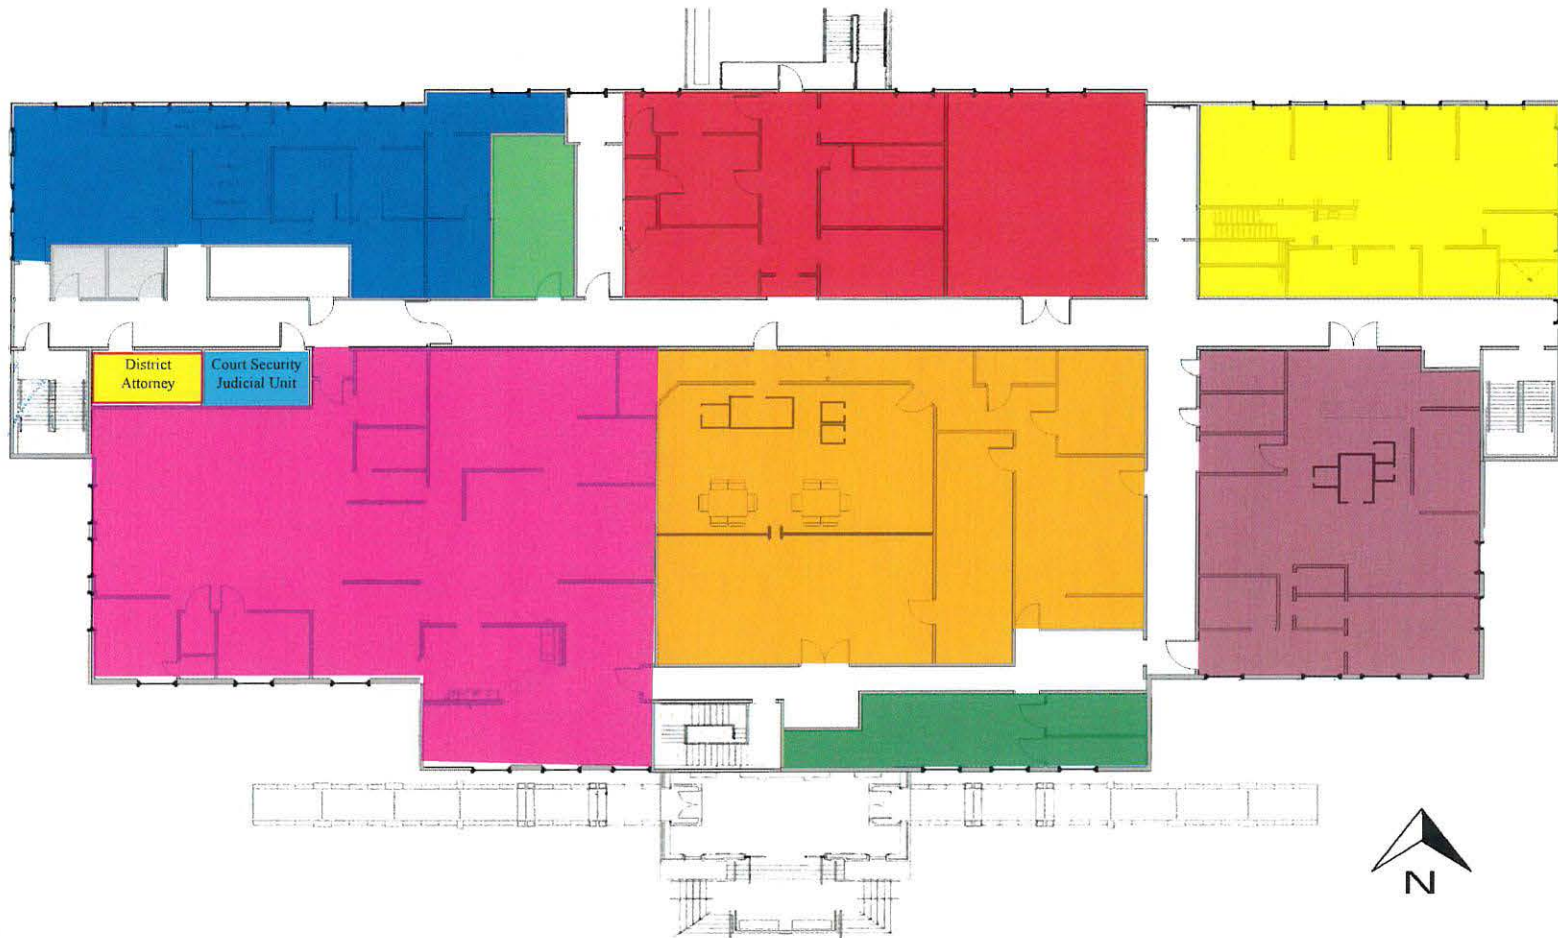 District
Attorney
Court Security
Judicial Unit
N